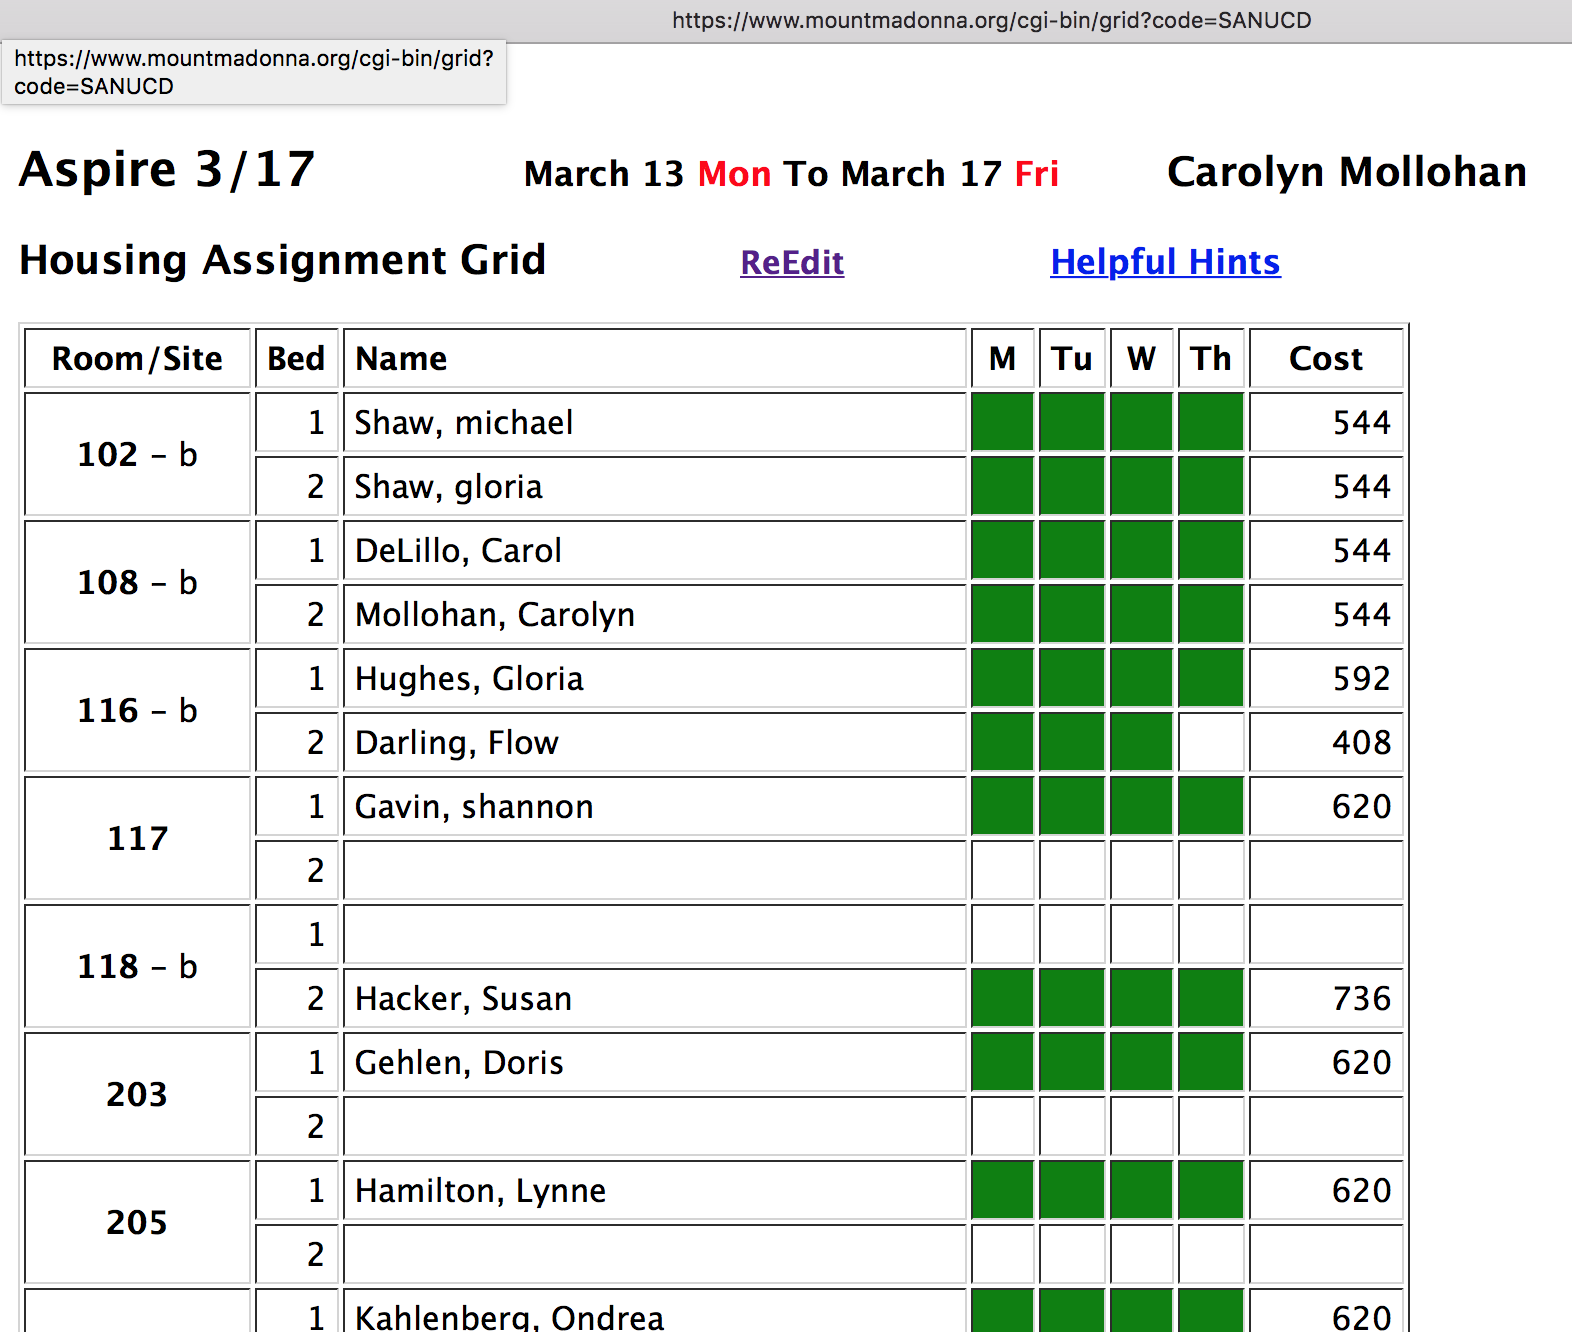 https://www.mountmadonna.org/cgi-bin/grid?code=SANUCD
https://www.mountmadonna.org/cgi-bin/grid?
code=SANUCD
Aspire 3/17 March 13 Mon To March 17 Fri Carolyn Mollohan
Housing Assignment Grid ReEdit Helpful Hints
Room/Site Bed Name M Tu W Th Cost
102 – b 1 Shaw, michael 544
2 Shaw, gloria 544
108 – b 1 DeLillo, Carol 544
2 Mollohan, Carolyn 544
116 – b 1 Hughes, Gloria 592
2 Darling, Flow 408
117 1 Gavin, shannon 620
2
118 – b 1
2 Hacker, Susan 736
203 1 Gehlen, Doris 620
2
205 1 Hamilton, Lynne 620
2
1 Kahlenberg, Ondrea 620